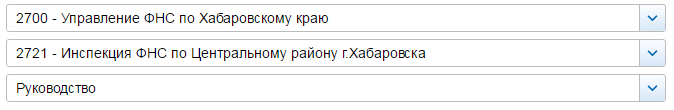 2700 - Управление ФНС по Хабаровскому краю
2721 - Инспекция ФНС по Центральному району г.Хабаровска
Руководство